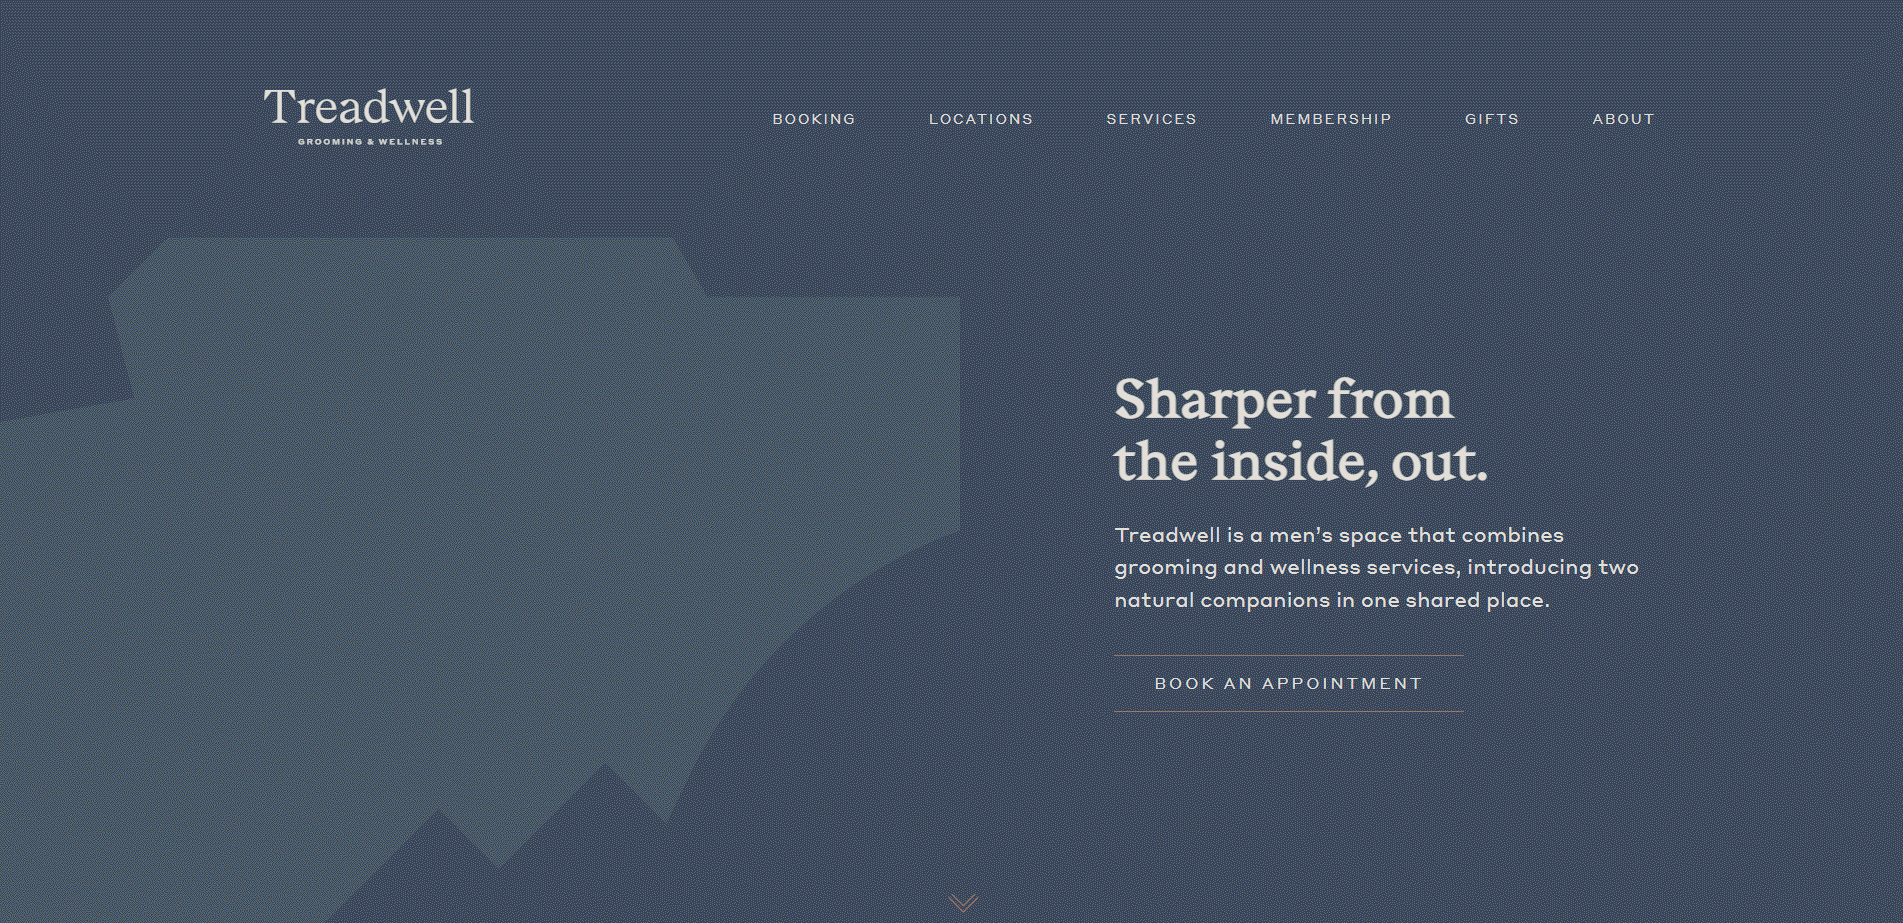 Treadwell
GROOMING & WELLNESS
BOOKING
LOCATIONS
SERVICES
MEMBERSHIP
GIFTS
ABOUT
Sharper from
the inside, out.
Treadwell is a men’s space that combines
grooming and wellness services, introducing two
natural companions in one shared place.
BOOK AN APPOINTMENT